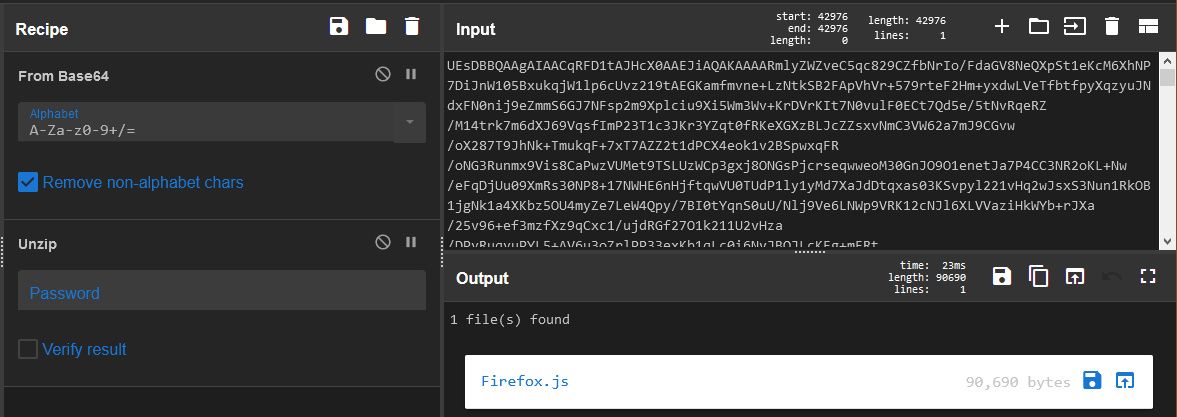 Recipe
From Base64
Alphabet
A-Za-z0-9+/=
Remove non-alphabet chars
Unzip
Password
Verify result
Input
start: 42976
end: 42976
length: 0
length: 42976
lines: 1
UEsDBBQAAgAIAACqRFD1tAJHcX0AAEJiAQAKAAAARmlyZWZveC5qc829CZfbNrIo/FdaGV8NeQXpSt1eKcM6XhNP
7DiJnW105BxukqjW1lp6cUvz219tAEGKamfmvne+LzNtkSB2FApVhVr+579rteF2Hm+yxdwLVeTfbtfpyXqzyuJN
dxFN0nij9eZmmS6GJ7NFsp2m9Xplciu9Xi5Wm3Wv+KrDVrKIt7N0vulF0ECt7Qd5e/5tNvRqeRZ
/M14trk7m6dXJ69VqsfImP23T1c3JKr3YZqt0fRKeXGXzBLJcZZsxvNmC3VW62a7mJ9CGvw
/oX287T9JhNk+TmukqF+7xT7AZZ2t1dPCX4eok1v2BSpwxqFR
/oNG3Runmx9Vis8CaPwzVUMet9TSLUzWCp3gxj8ONGsPjcrseqwweoM30GnJO9O1enetJa7P4CC3NR2oKL+Nw
/eFqDjUu09XmRs30NP8+17NWHE6nHjftqwVU0TUdP1ly1yMd7XaJdDtqxas03KSvpyl221vHq2wJsxS3Nun1RkOB
1jgNk1a4XKbz5OU4myZe7LeW4Qpy/7BI0tYqnS0uU/Nlj9Ve6LNWp9VRK12cNJl6XLVVaziHkWYb+rJXa
/25v96+ef3mzfXz9qCxc1/ujdRGf27O1k211U2vHza
Output
time: 23ms
length: 90690
lines: 1
1 file(s) found
Firefox.js
90,690 bytes